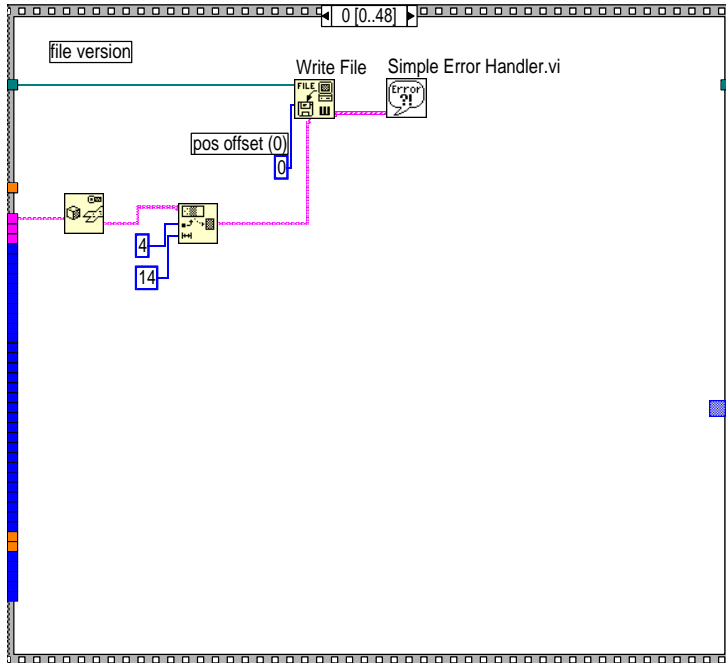 0 [0..48]
file version
Write File
Simple Error Handler.vi
FILE
Error
?!
W
pos offset (0)
0
4
14